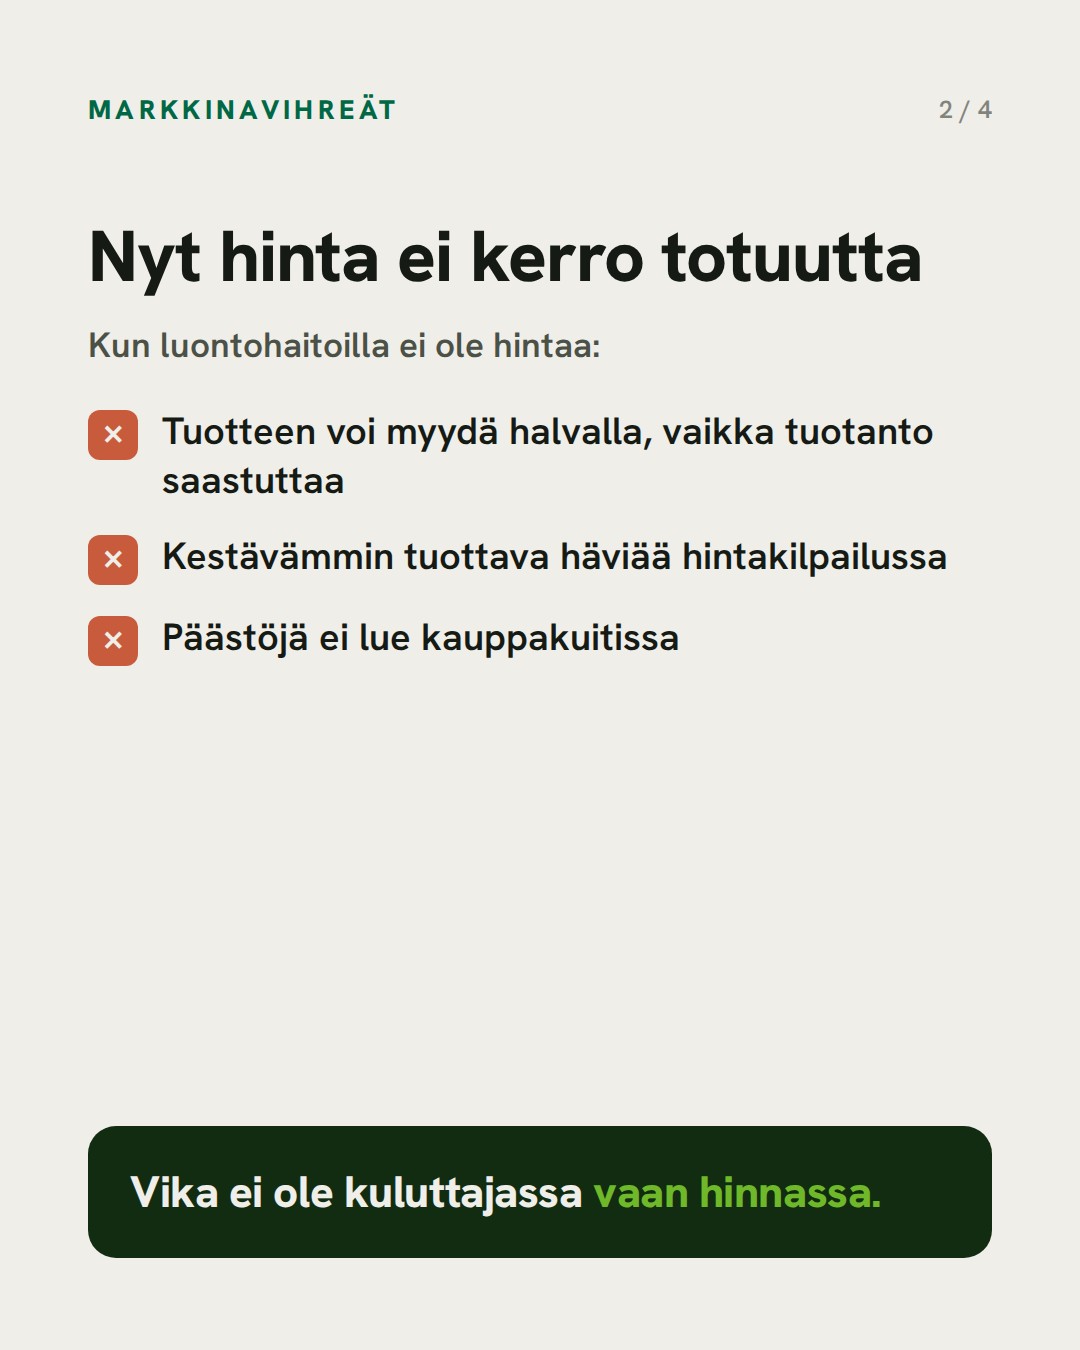 MARKKINAVIHREÄT
2 / 4
Nyt hinta ei kerro totuutta
Kun luontohaitoilla ei ole hintaa:
✕ Tuotteen voi myydä halvalla, vaikka tuotanto
saastuttaa
✕ Kestävämmin tuottava häviää hintakilpailussa
✕ Päästöjä ei lue kauppakuitissa
Vika ei ole kuluttajassa vaan hinnassa.